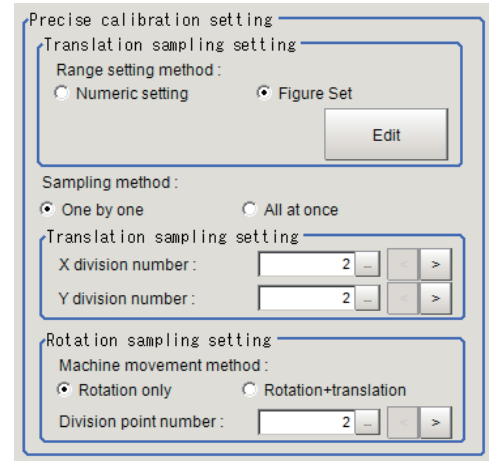 Precise calibration setting
Translation sampling setting
Range setting method :
Numeric setting Figure Set
Edit
Sampling method :
One by one All at once
Translation sampling setting
X division number : 2 ... < >
Y division number : 2 ... < >
Rotation sampling setting
Machine movement method :
Rotation only Rotation+translation
Division point number : 2 ... < >